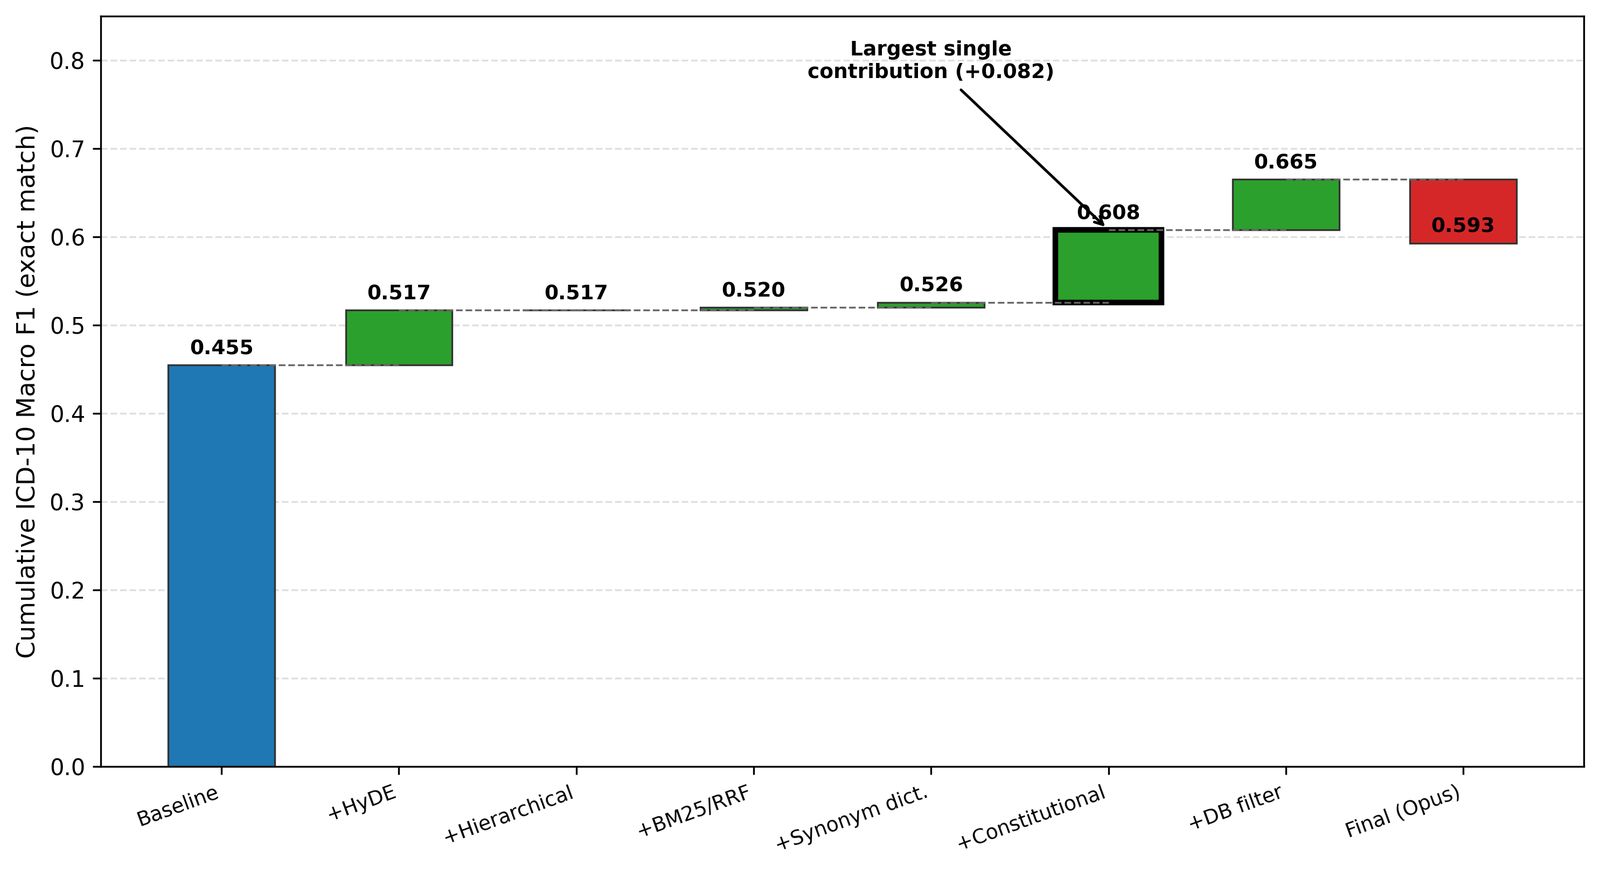 Largest single
contribution (+0.082)
Cumulative ICD-10 Macro F1 (exact match)
0.8
0.7
0.6
0.5
0.4
0.3
0.2
0.1
0.0
0.455
0.517
0.517
0.520
0.526
0.608
0.665
0.593
Baseline
+HyDE
+Hierarchical
+BM25/RRF
+Synonym dict.
+Constitutional
+DB filter
Final (Opus)